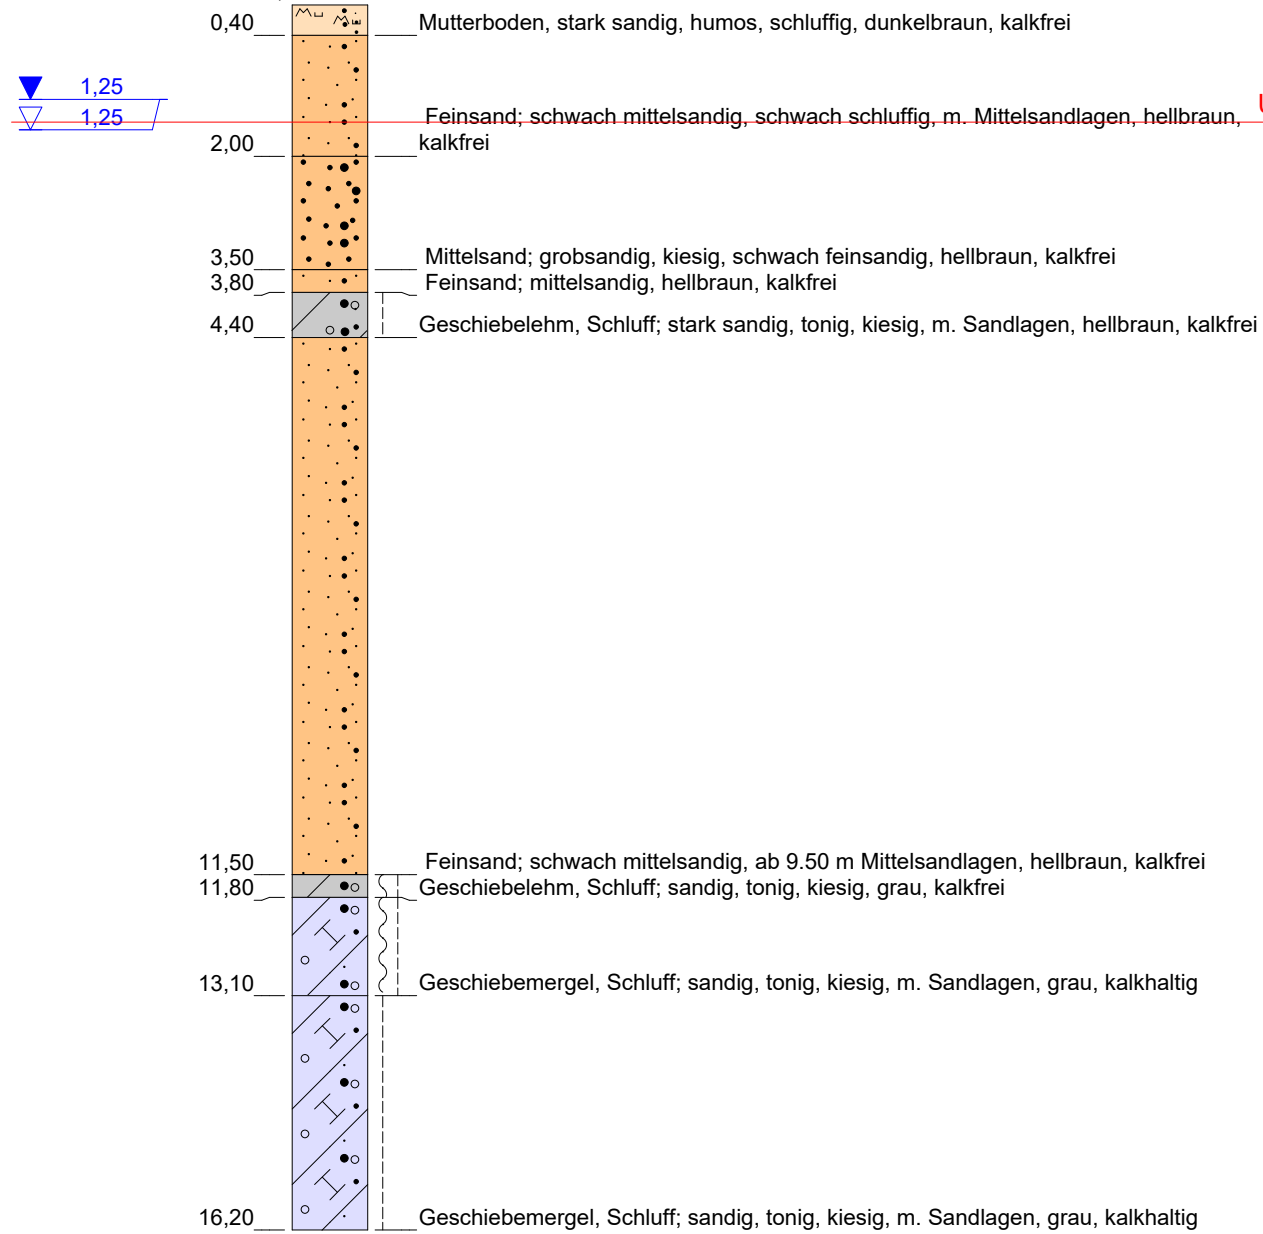 0,40 Mutterboden, stark sandig, humos, schluffig, dunkelbraun, kalkfrei
1,25
1,25
Feinsand; schwach mittelsandig, schwach schluffig, m. Mittelsandlagen, hellbraun,
2,00 kalkfrei
3,50 Mittelsand; grobsandig, kiesig, schwach feinsandig, hellbraun, kalkfrei
3,80 Feinsand; mittelsandig, hellbraun, kalkfrei
4,40 Geschiebelehm, Schluff; stark sandig, tonig, kiesig, m. Sandlagen, hellbraun, kalkfrei
11,50 Feinsand; schwach mittelsandig, ab 9.50 m Mittelsandlagen, hellbraun, kalkfrei
11,80 Geschiebelehm, Schluff; sandig, tonig, kiesig, grau, kalkfrei
13,10 Geschiebemergel, Schluff; sandig, tonig, kiesig, m. Sandlagen, grau, kalkhaltig
16,20 Geschiebemergel, Schluff; sandig, tonig, kiesig, m. Sandlagen, grau, kalkhaltig